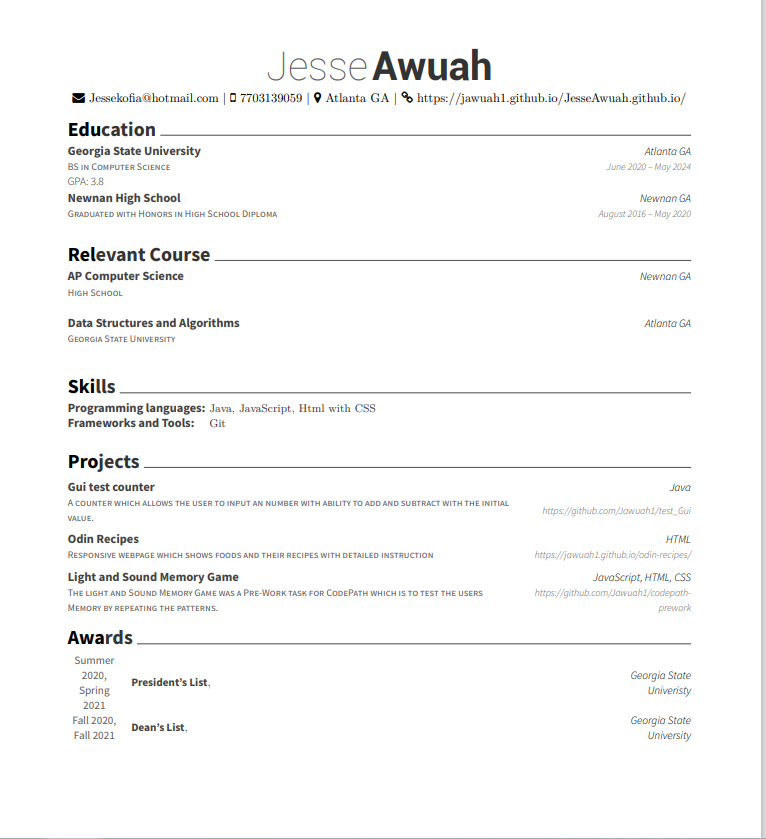 Jesse Awuah
Jessekofia@hotmail.com | 7703139059 | Atlanta GA | https://jawuah1.github.io/JesseAwuah.github.io/
Education
Georgia State University Atlanta GA
BS in Computer Science June 2020 – May 2024
GPA: 3.8
Newnan High School Newnan GA
Graduated with Honors in High School Diploma August 2016 – May 2020
Relevant Course
AP Computer Science Newnan GA
High School
Data Structures and Algorithms Atlanta GA
Georgia State University
Skills
Programming languages: Java, JavaScript, Html with CSS
Frameworks and Tools: Git
Projects
Gui test counter Java
A counter which allows the user to input an number with ability to add and subtract with the initial
value.
https://github.com/Jawuah1/test_Gui
Odin Recipes HTML
Responsive webpage which shows foods and their recipes with detailed instruction https://jawuah1.github.io/odin-recipes/
Light and Sound Memory Game JavaScript, HTML, CSS
The light and Sound Memory Game was a Pre-Work task for CodePath which is to test the users https://github.com/Jawuah1/codepath-
Memory by repeating the patterns. prework
Awards
Summer
2020,
Spring
2021
President's List,
Georgia State
Univeristy
Fall 2020,
Fall 2021
Dean's List,
Georgia State
University